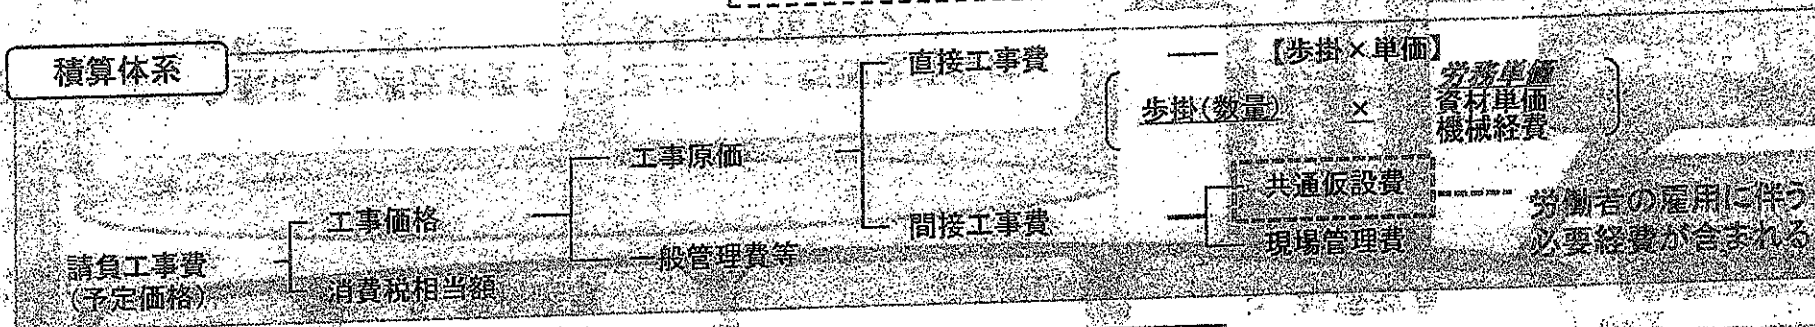 積算体系
直接工事費
【歩掛×単価】
歩掛(数量) ×
労務単価
資材単価
機械経費
工事原価
共通仮設費
工事価格
間接工事費
現場管理費
労働者の雇用に伴う
必要経費が含まれる
一般管理費等
請負工事費
(予定価格)
消費税相当額